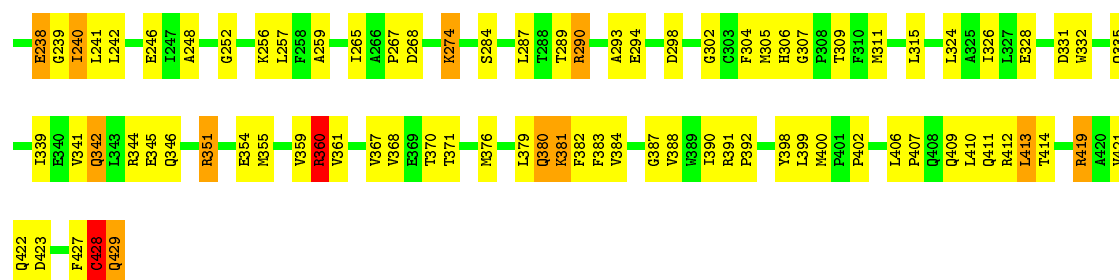 E238 G239 I240 L241 L242 E246 I247 A248 G252 K256 L257 F258 A259 I265 A266 P267 D268 K274 S284 L287 T288 T289 R290 A293 E294 D298 G302 C303 F304 M305 H306 G307 P308 T309 F310 M311 L315 L324 A325 I326 L327 E328 D331 W332 Q335
I339 E340 V341 Q342 L343 R344 E345 Q346 R351 E354 M355 V359 R360 V361 V367 V368 E369 T370 T371 M376 L379 Q380 K381 F382 F383 V384 G387 V388 W389 I390 R391 P392 Y398 L399 M400 P401 P402 L406 P407 Q408 Q409 L410 Q411 R412 L413 T414 R419 A420
Q422 D423 F427 C428 Q429